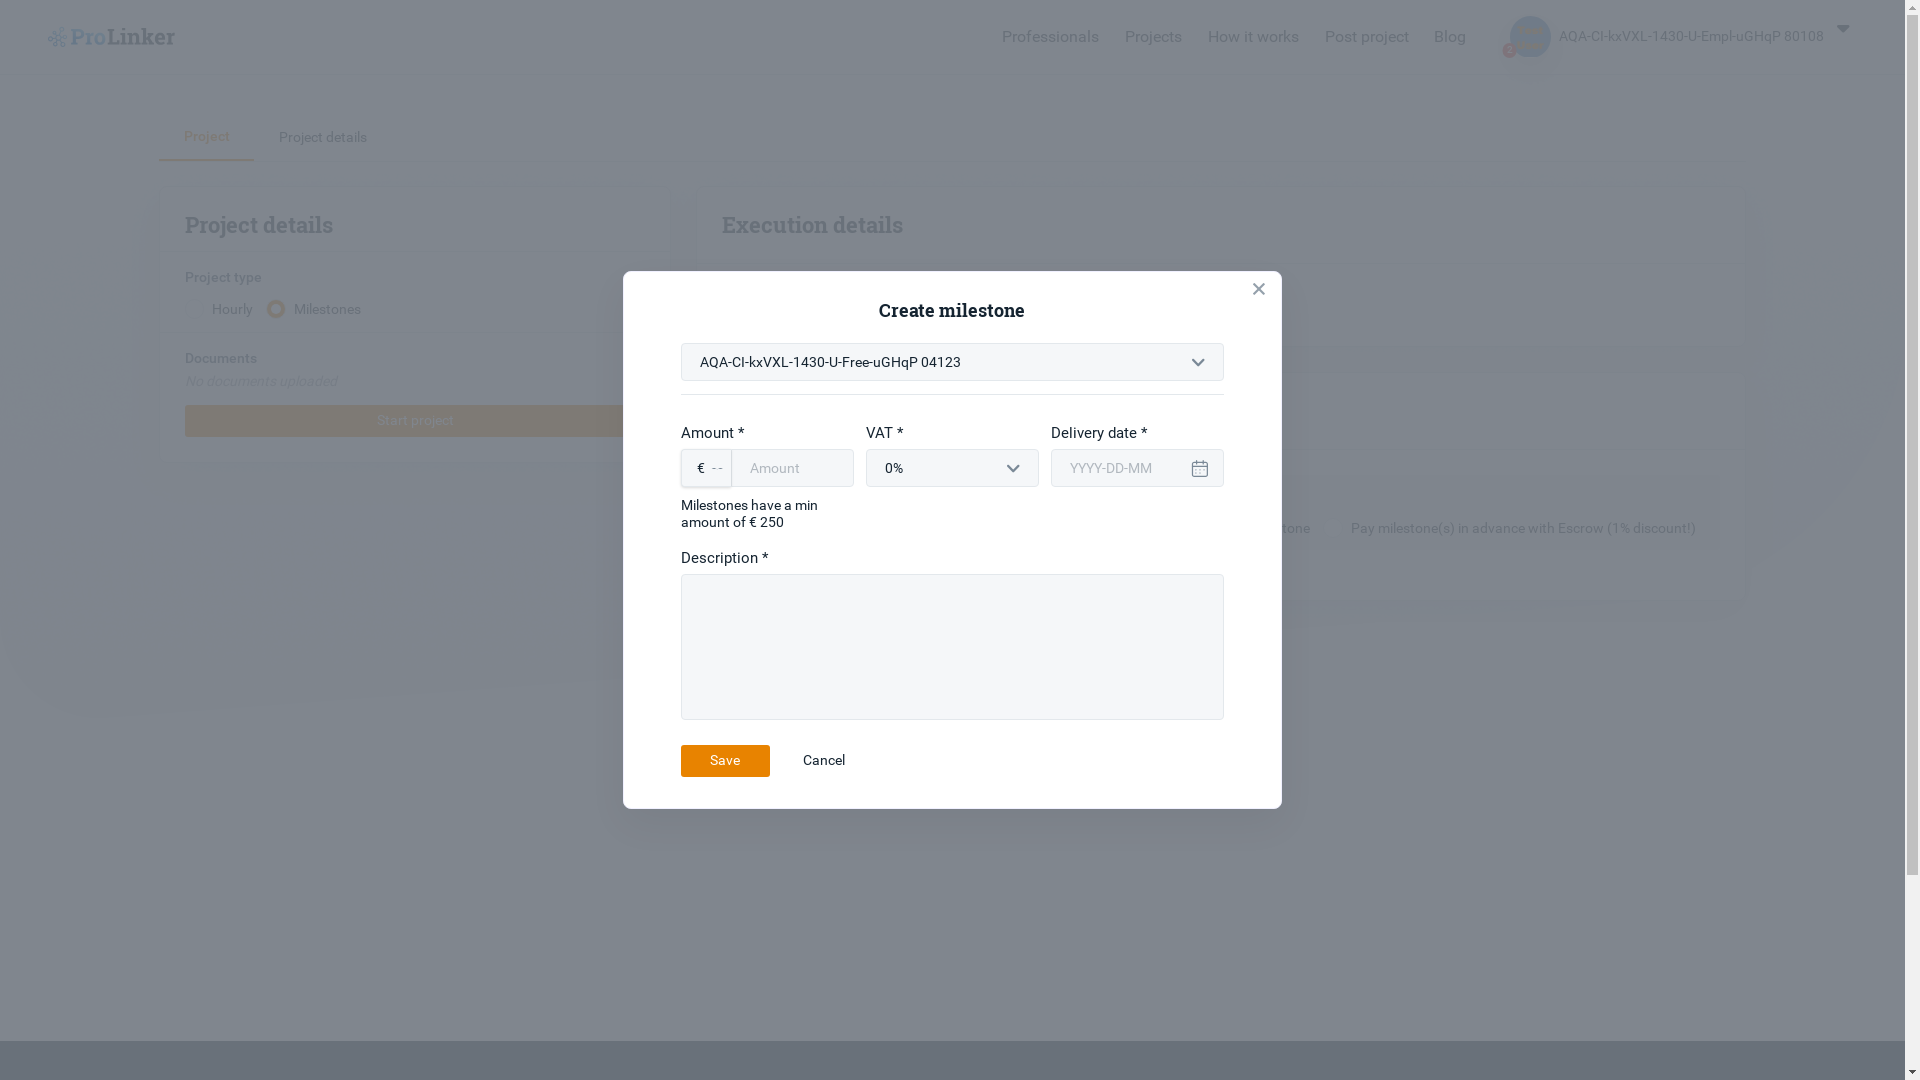 ProLinker
Professionals
Projects
How it works
Post project
Blog
2
AQA-CI-kxVXL-1430-U-Empl-uGHqP 80108
Project
Project details
Project details
Execution details
Project type
Hourly
Milestones
Documents
No documents uploaded
Start project
Create milestone
AQA-CI-kxVXL-1430-U-Free-uGHqP 04123
Amount *
VAT *
Delivery date *
€ --
Amount
0%
YYYY-DD-MM
Milestones have a min
amount of € 250
tone
Pay milestone(s) in advance with Escrow (1% discount!)
Description *
Save
Cancel